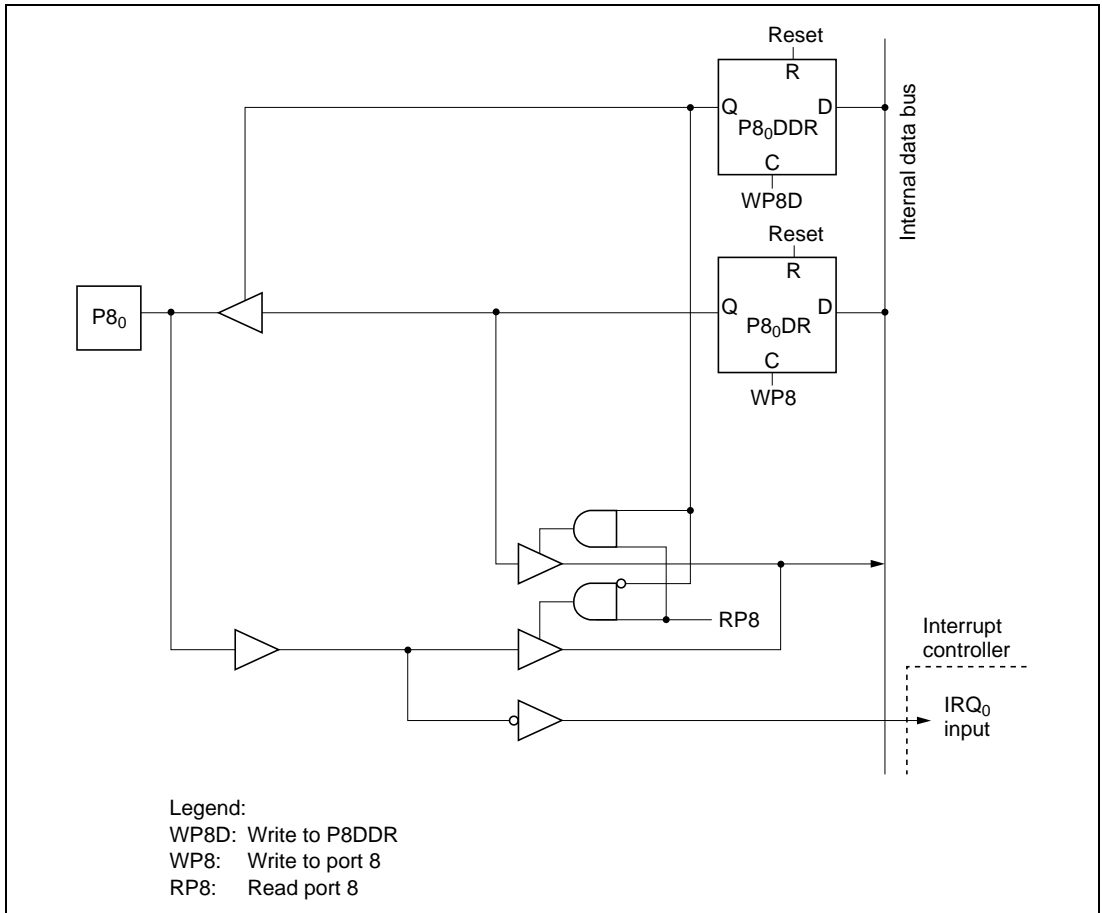 Reset
R
Q D
P8₀DDR
C
WP8D
Internal data bus
Reset
R
Q D
P8₀DR
C
WP8
P8₀
RP8
Interrupt
controller
IRQ₀
input
Legend:
WP8D: Write to P8DDR
WP8: Write to port 8
RP8: Read port 8